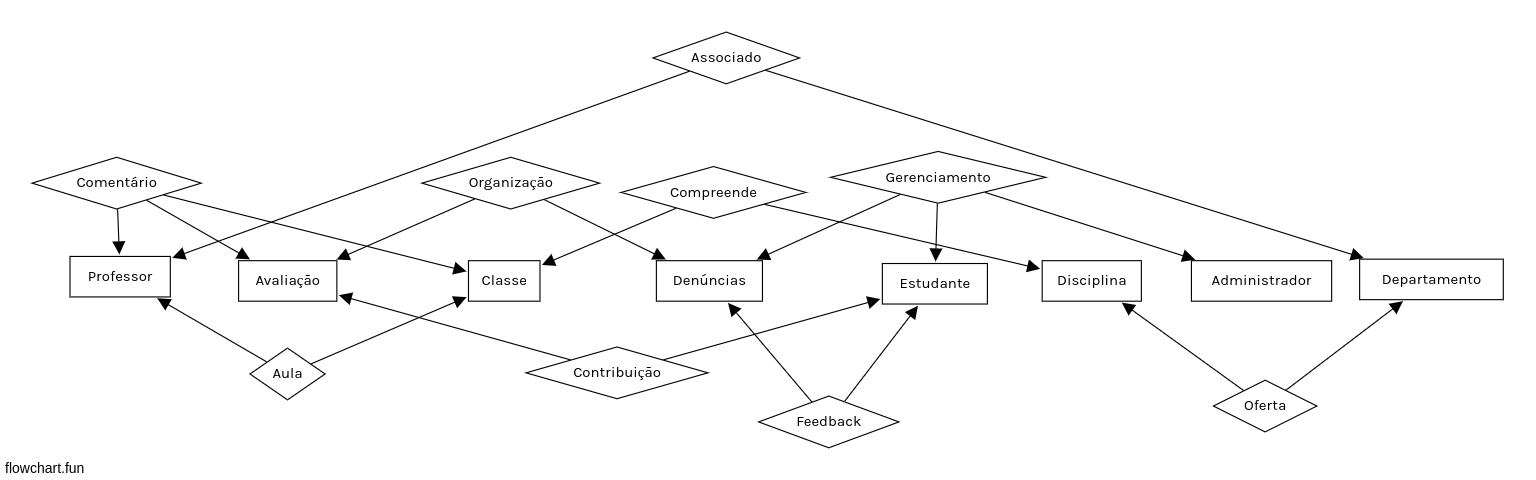 Associado
Comentário
Organização
Compreende
Gerenciamento
Professor
Avaliação
Classe
Denúncias
Estudante
Disciplina
Administrador
Departamento
Aula
Contribuição
Feedback
Oferta
flowchart.fun